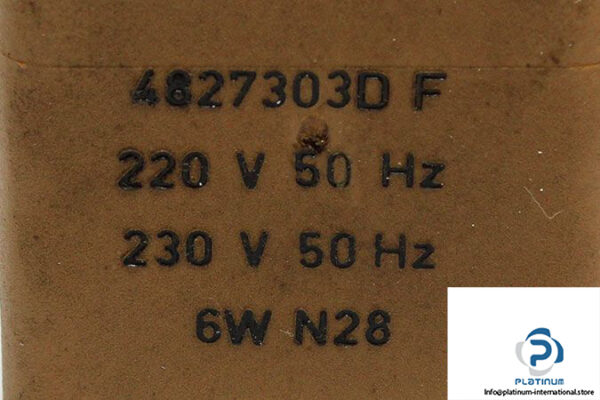 4827303D F
220 V 50 Hz
230 V 50 Hz
6W N28
PLATINUM
Info@platinum-international.store